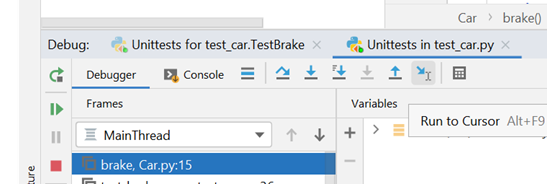 Car > brake()
Debug: Unittests for test_car.TestBrake × Unittests in test_car.py ×
Debugger Console
Frames Variables
Run to Cursor Alt+F9
MainThread
brake, Car.py:15